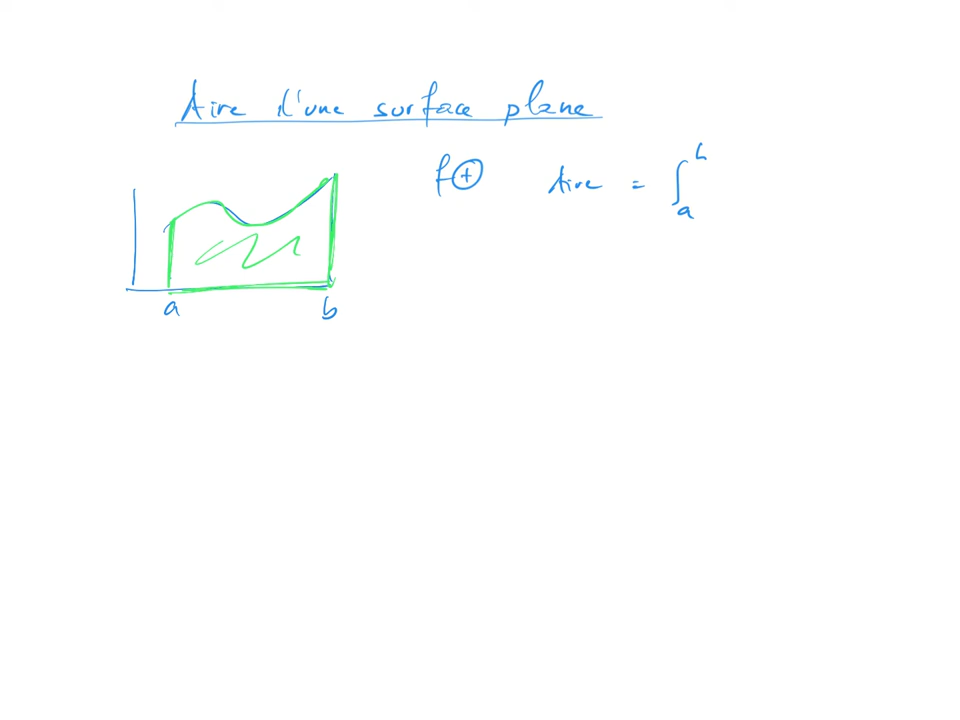 Aire d'une surface plane
f ⊕ Aire = ∫_a^b
a b